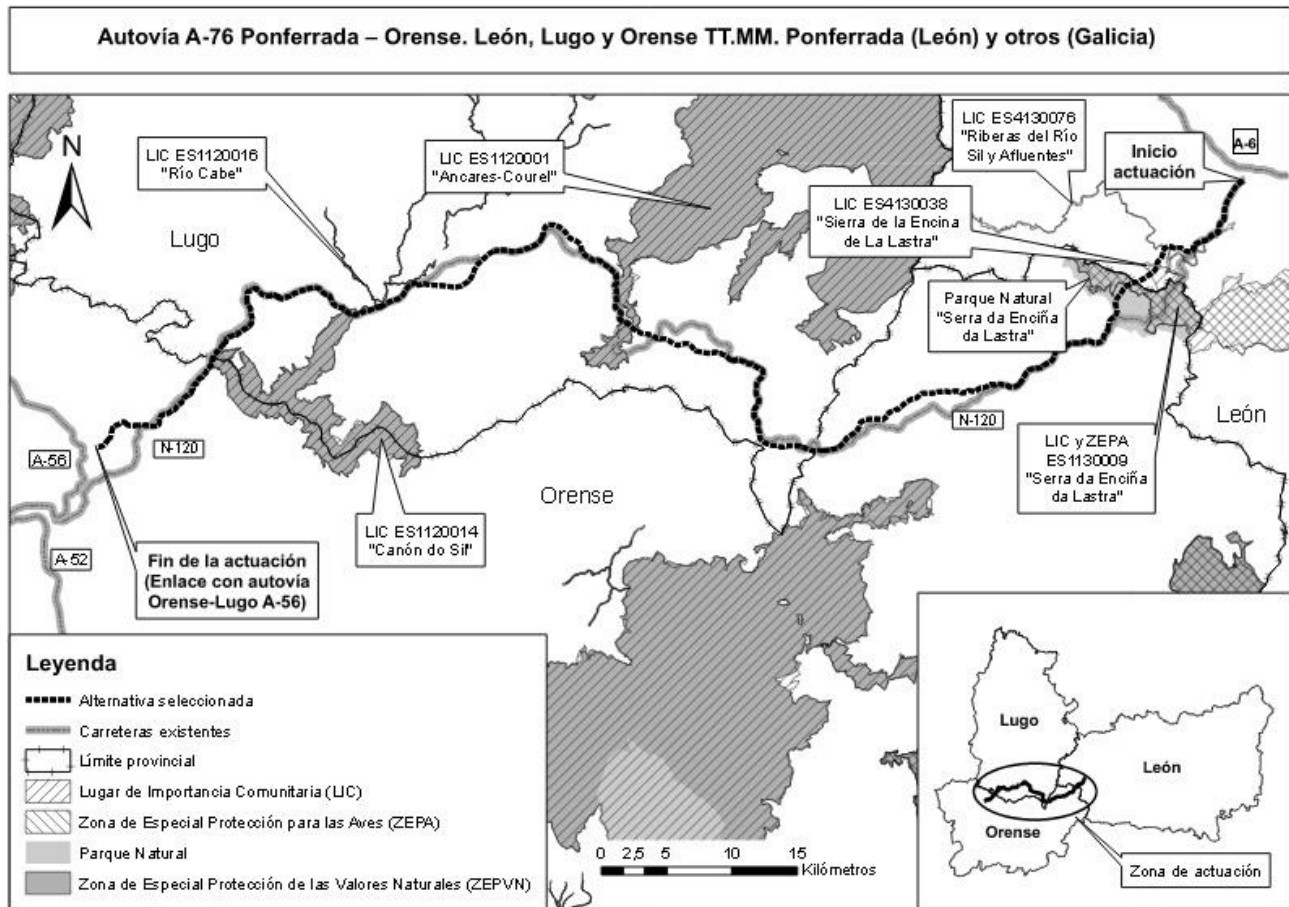 Autovía A-76 Ponferrada – Orense. León, Lugo y Orense TT.MM. Ponferrada (León) y otros (Galicia)
N
LIC ES1120016
"Río Cabe"
LIC ES1120001
"Ancares-Courel"
LIC ES4130076
"Riberas del Río
Sil y Afluentes"
Inicio
actuación
A-6
LIC ES4130038
"Sierra de la Encina
de La Lastra"
Lugo
Parque Natural
"Serra da Enciña
da Lastra"
León
N-120
LIC y ZEPA
ES1130009
"Serra da Enciña
da Lastra"
A-56
N-120
Orense
LIC ES1120014
"Canón do Sil"
A-52
Fin de la actuación
(Enlace con autovía
Orense-Lugo A-56)
Leyenda
Alternativa seleccionada
Carreteras existentes
Límite provincial
Lugar de Importancia Comunitaria (LIC)
Zona de Especial Protección para las Aves (ZEPA)
Parque Natural
Zona de Especial Protección de las Valores Naturales (ZEPVN)
0 2,5 5 10 15
Kilómetros
Lugo
León
Orense
Zona de actuación